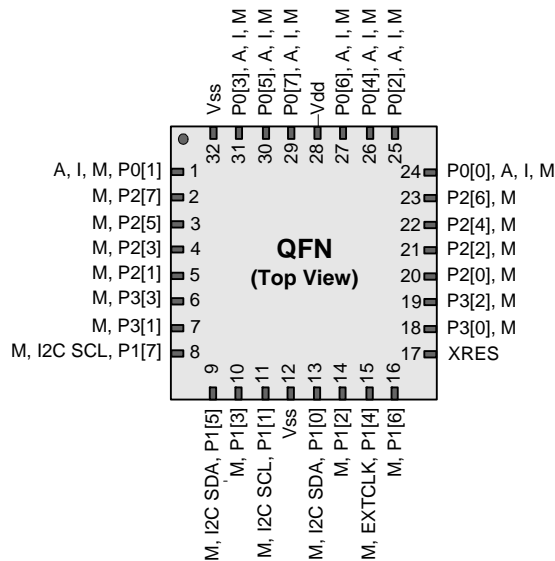 Vss
P0[3], A, I, M
P0[5], A, I, M
P0[7], A, I, M
Vdd
P0[6], A, I, M
P0[4], A, I, M
P0[2], A, I, M
32
31
30
29
28
27
26
25
A, I, M, P0[1] 1
M, P2[7] 2
M, P2[5] 3
M, P2[3] 4
M, P2[1] 5
M, P3[3] 6
M, P3[1] 7
M, I2C SCL, P1[7] 8
QFN
(Top View)
24 P0[0], A, I, M
23 P2[6], M
22 P2[4], M
21 P2[2], M
20 P2[0], M
19 P3[2], M
18 P3[0], M
17 XRES
9
10
11
12
13
14
15
16
M, I2C SDA, P1[5]
M, P1[3]
M, I2C SCL, P1[1]
Vss
M, I2C SDA, P1[0]
M, P1[2]
M, EXTCLK, P1[4]
M, P1[6]